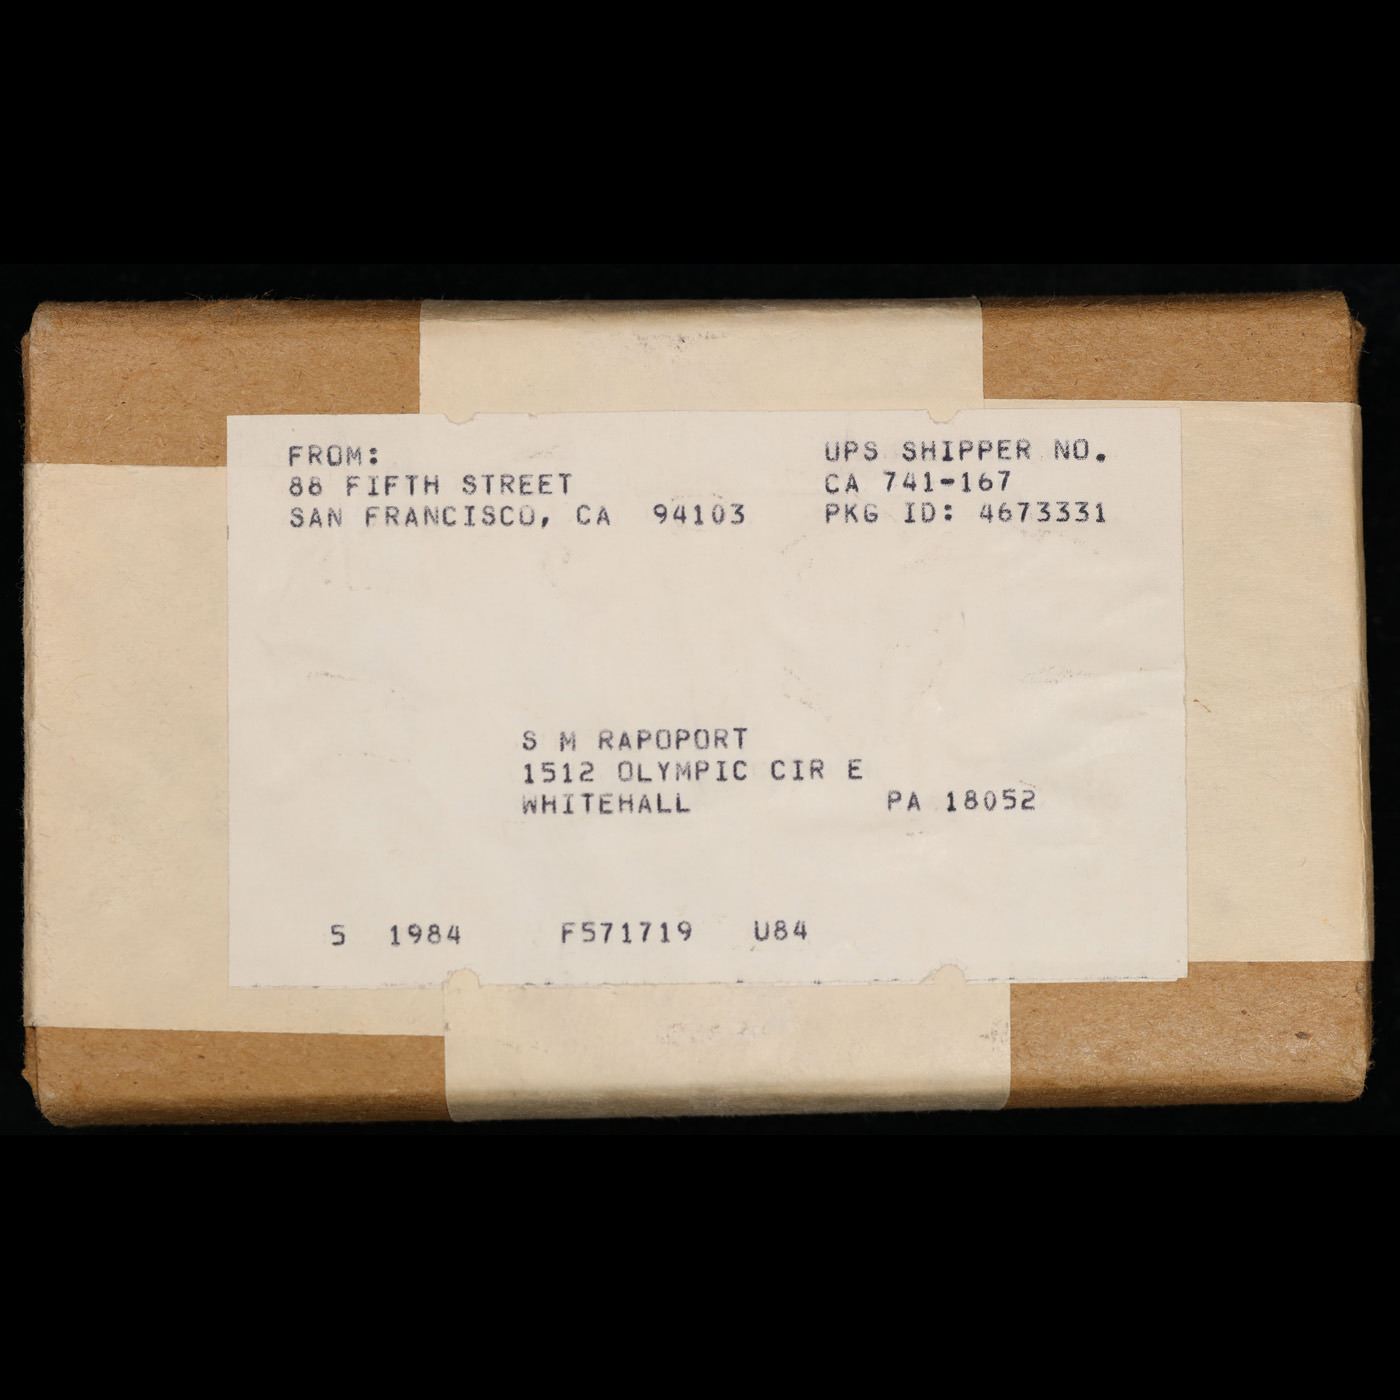 FROM:
88 FIFTH STREET
SAN FRANCISCO, CA 94103
UPS SHIPPER NO.
CA 741-167
PKG ID: 4673331
S M RAPOPORT
1512 OLYMPIC CIR E
WHITEHALL PA 18052
5 1984 F571719 U84